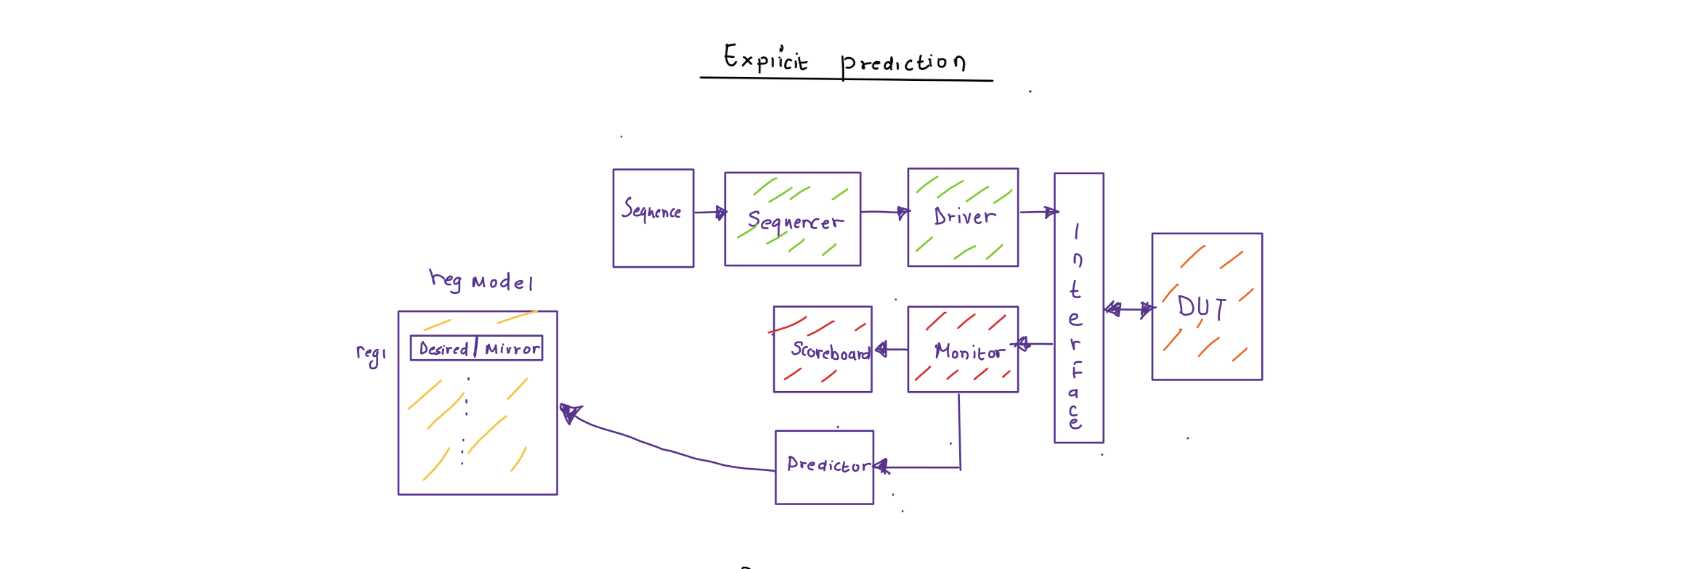 Explicit prediction
Sequence
Sequencer
Driver
Interface
DUT
reg Model
reg1
Desired | Mirror
Scoreboard
Monitor
Predictor